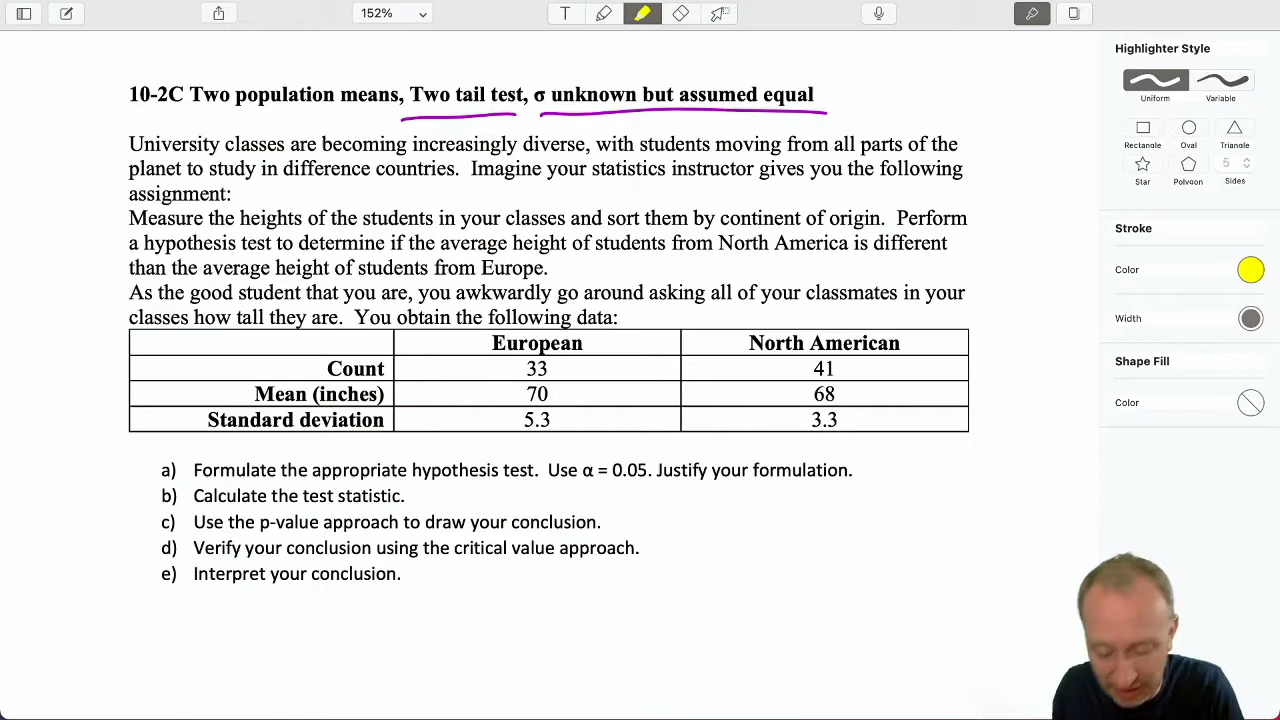 152%
T
10-2C Two population means, Two tail test, σ unknown but assumed equal
University classes are becoming increasingly diverse, with students moving from all parts of the
planet to study in difference countries.  Imagine your statistics instructor gives you the following
assignment:
Measure the heights of the students in your classes and sort them by continent of origin.  Perform
a hypothesis test to determine if the average height of students from North America is different
than the average height of students from Europe.
As the good student that you are, you awkwardly go around asking all of your classmates in your
classes how tall they are.  You obtain the following data:
European North American
Count 33 41
Mean (inches) 70 68
Standard deviation 5.3 3.3
a) Formulate the appropriate hypothesis test.  Use α = 0.05. Justify your formulation.
b) Calculate the test statistic.
c) Use the p-value approach to draw your conclusion.
d) Verify your conclusion using the critical value approach.
e) Interpret your conclusion.
Highlighter Style
Uniform Variable
Rectangle Oval Triangle
5
Star Polygon Sides
Stroke
Color
Width
Shape Fill
Color